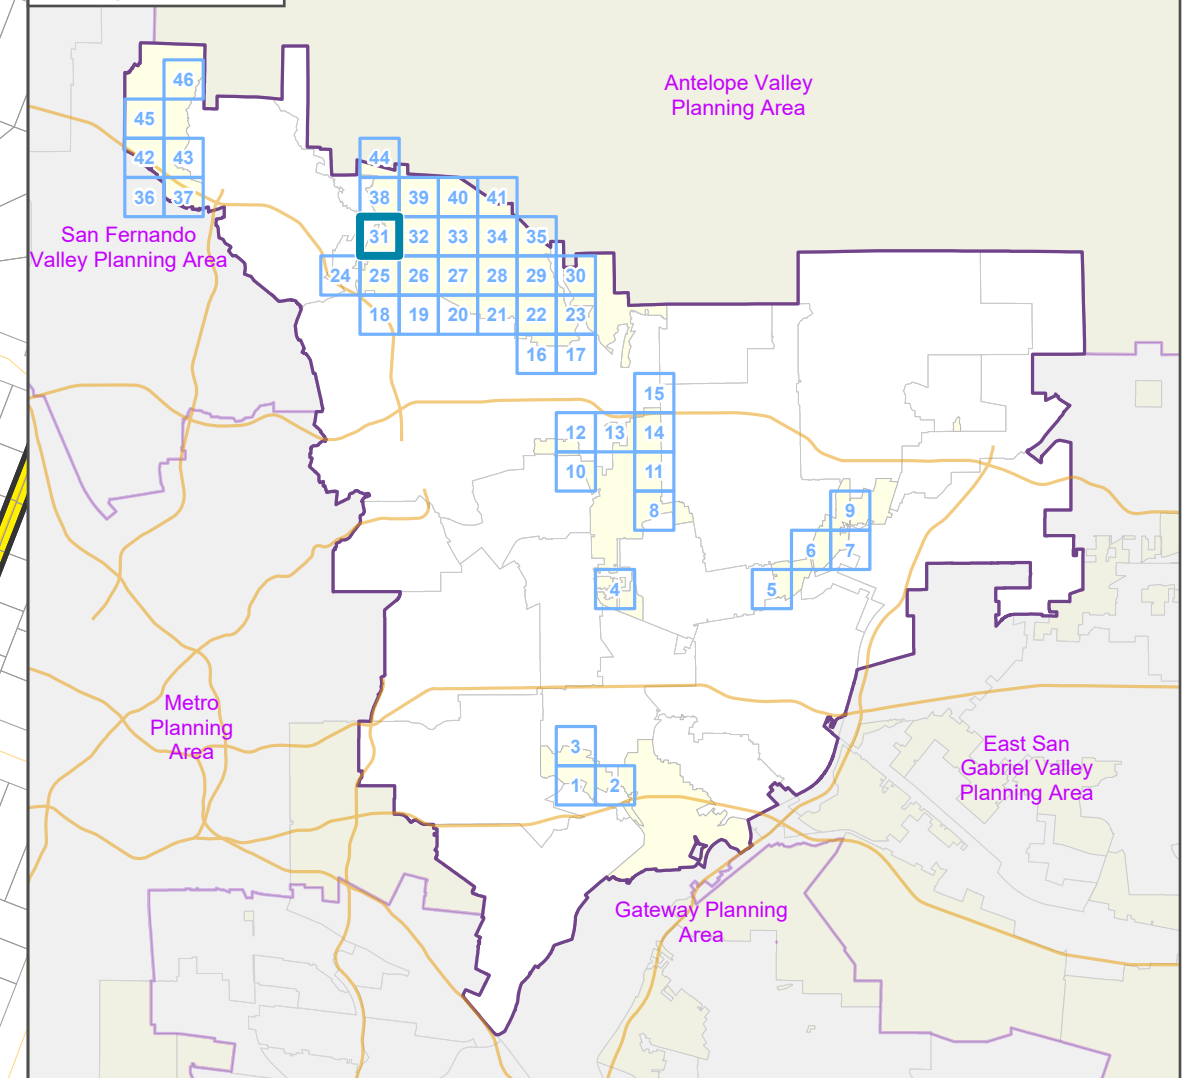 46
Antelope Valley
Planning Area
45
42 43
44
36 37
38 39 40 41
San Fernando
Valley Planning Area
31 32 33 34 35
24 25 26 27 28 29 30
18 19 20 21 22 23
16 17
15
12 13 14
10 11
8 9
6 7
4 5
Metro
Planning
Area
3
East San
Gabriel Valley
Planning Area
1 2
Gateway Planning
Area